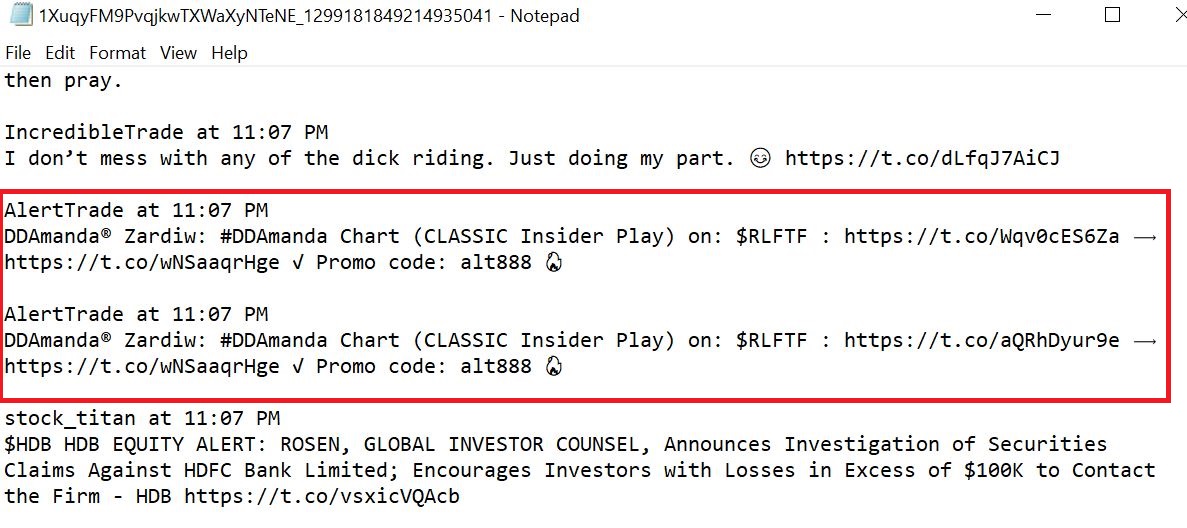 1XuqyFM9PvqjkwTXWaXyNTeNE_1299181849214935041 - Notepad
File Edit Format View Help
then pray.
IncredibleTrade at 11:07 PM
I don’t mess with any of the dick riding. Just doing my part. 😊 https://t.co/dLfqJ7AiCJ
AlertTrade at 11:07 PM
DDAmanda® Zardiw: #DDAmanda Chart (CLASSIC Insider Play) on: $RLFTF : https://t.co/Wqv0cES6Za ⟶
https://t.co/wNSaaqrHge √ Promo code: alt888 🔥
AlertTrade at 11:07 PM
DDAmanda® Zardiw: #DDAmanda Chart (CLASSIC Insider Play) on: $RLFTF : https://t.co/aQRhDyur9e ⟶
https://t.co/wNSaaqrHge √ Promo code: alt888 🔥
stock_titan at 11:07 PM
$HDB HDB EQUITY ALERT: ROSEN, GLOBAL INVESTOR COUNSEL, Announces Investigation of Securities
Claims Against HDFC Bank Limited; Encourages Investors with Losses in Excess of $100K to Contact
the Firm - HDB https://t.co/vsxicVQAcb